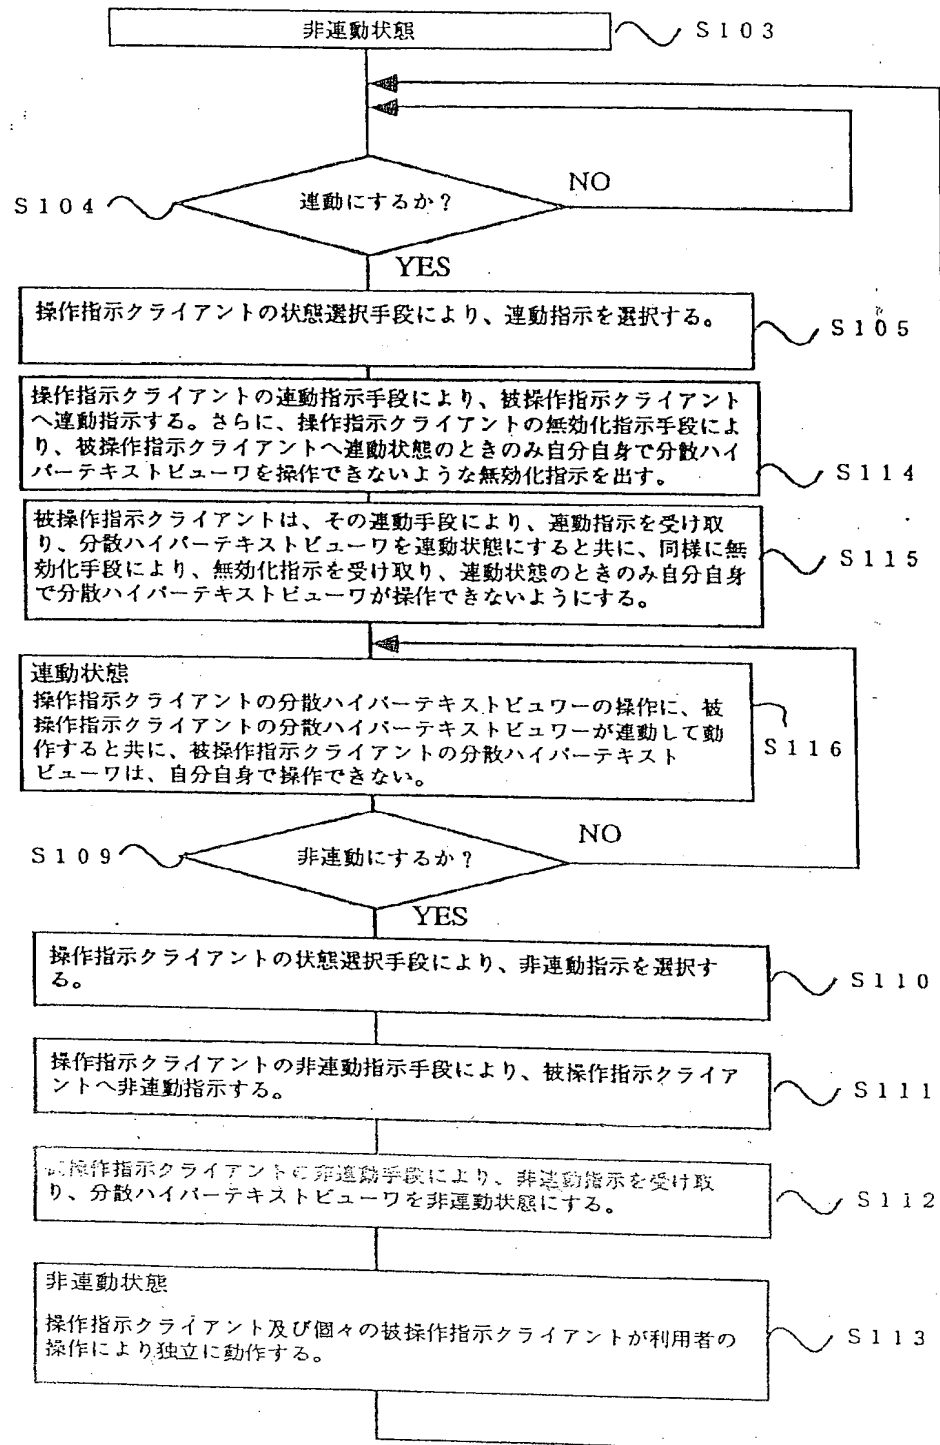 非連動状態
S103
連動にするか?
NO
S104
YES
操作指示クライアントの状態選択手段により、連動指示を選択する。
S105
操作指示クライアントの連動指示手段により、被操作指示クライアント
へ連動指示する。さらに、操作指示クライアントの無効化指示手段によ
り、被操作指示クライアントへ連動状態のときのみ自分自身で分散ハイ
パーテキストビューワを操作できないような無効化指示を出す。
S114
被操作指示クライアントは、その連動手段により、連動指示を受け取
り、分散ハイパーテキストビューワを連動状態にすると共に、同様に無
効化手段により、無効化指示を受け取り、連動状態のときのみ自分自身
で分散ハイパーテキストビューワが操作できないようにする。
S115
連動状態
操作指示クライアントの分散ハイパーテキストビュワーの操作に、被
操作指示クライアントの分散ハイパーテキストビュワーが連動して動
作すると共に、被操作指示クライアントの分散ハイパーテキスト
ビューワは、自分自身で操作できない。
S116
NO
S109
非連動にするか?
YES
操作指示クライアントの状態選択手段により、非連動指示を選択す
る。
S110
操作指示クライアントの非連動指示手段により、被操作指示クライア
ントへ非連動指示する。
S111
操作指示クライアントの非連動手段により、非連動指示を受け取
り、分散ハイパーテキストビューワを非連動状態にする。
S112
非連動状態
操作指示クライアント及び個々の被操作指示クライアントが利用者の
操作により独立に動作する。
S113